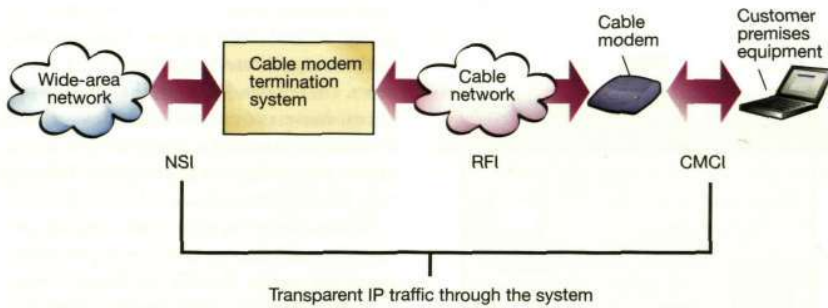 Wide-area
network
Cable modem
termination
system
Cable
network
Cable
modem
Customer
premises
equipment
NSI
RFI
CMCI
Transparent IP traffic through the system